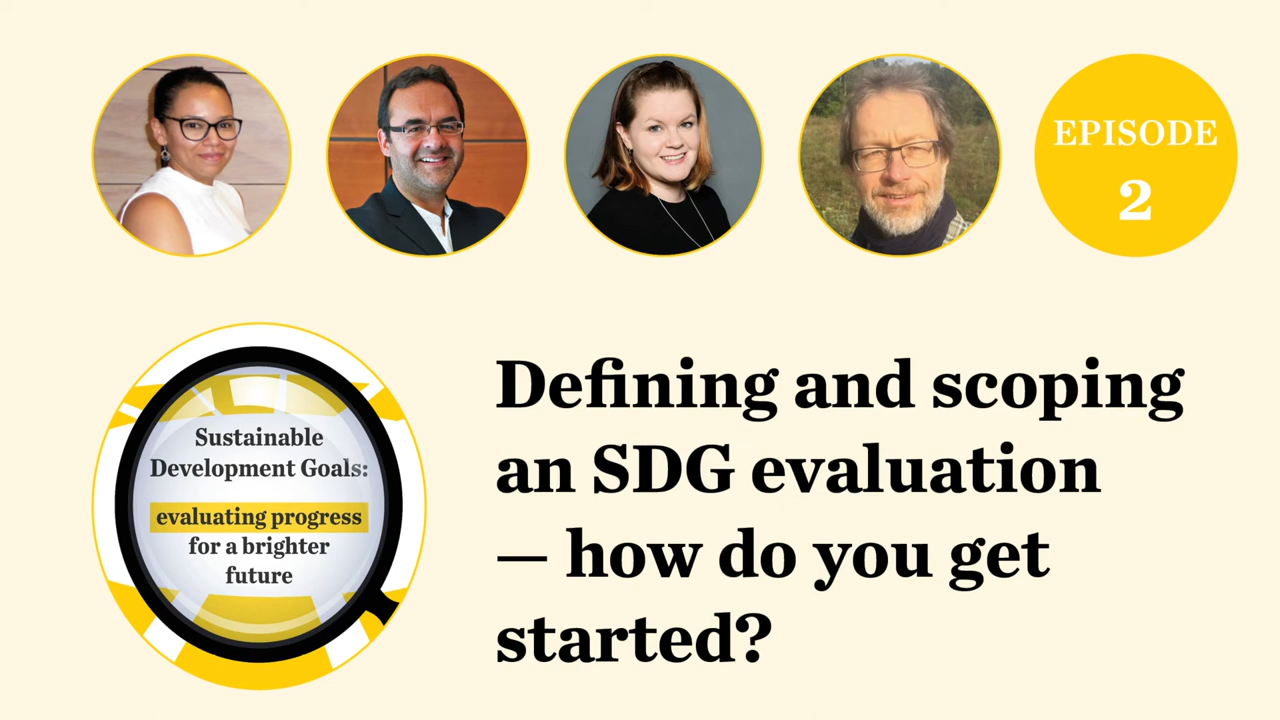 EPISODE
2
Sustainable
Development Goals:
evaluating progress
for a brighter
future
Defining and scoping
an SDG evaluation
— how do you get
started?